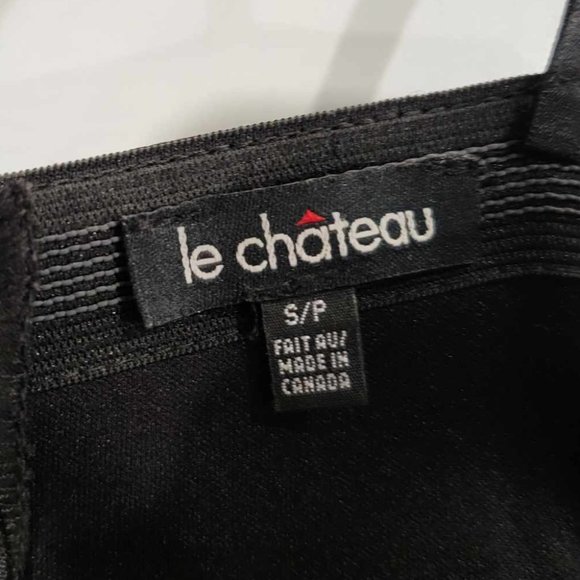 le château
S/P
FAIT AU/
MADE IN
CANADA